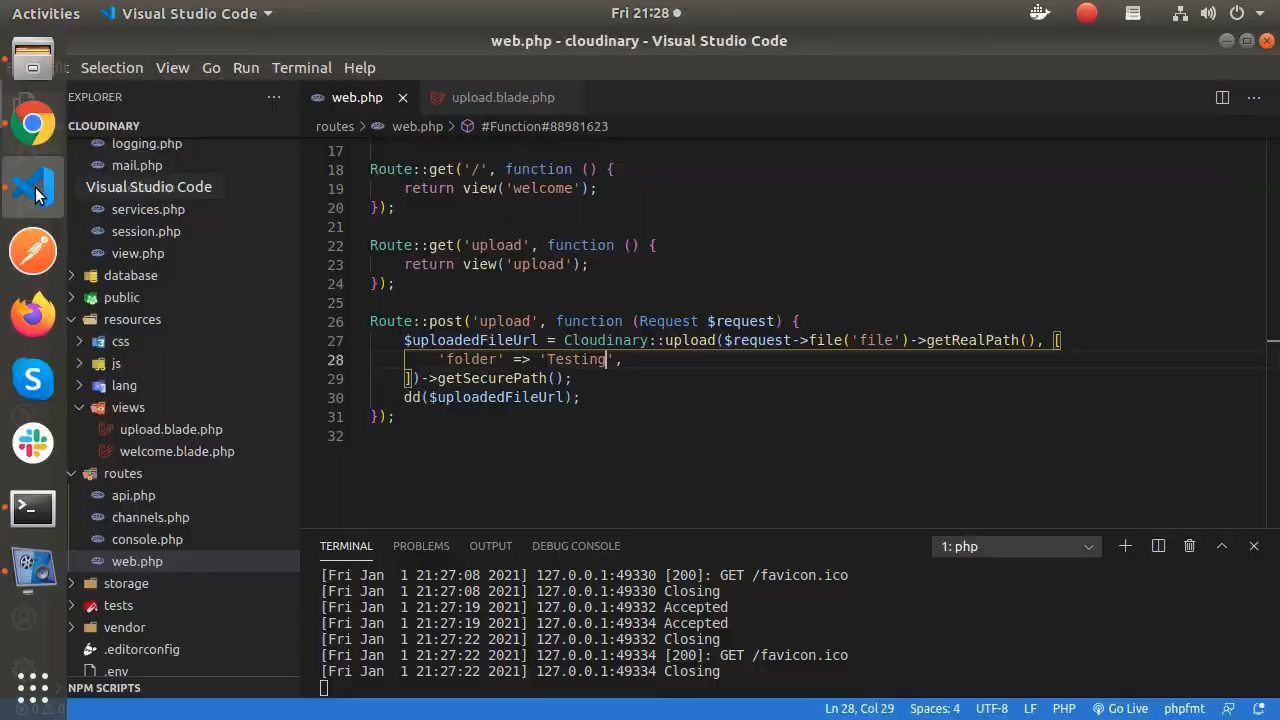 Activities Visual Studio Code Fri 21:28
web.php - cloudinary - Visual Studio Code
Selection View Go Run Terminal Help
EXPLORER
web.php
upload.blade.php
CLOUDINARY
routes web.php #Function#88981623
logging.php
mail.php
Visual Studio Code
services.php
session.php
view.php
database
public
resources
css
js
lang
views
upload.blade.php
welcome.blade.php
routes
api.php
channels.php
console.php
web.php
storage
tests
vendor
.editorconfig
.env
NPM SCRIPTS
17
18 Route::get('/', function () {
19 return view('welcome');
20 });
21
22 Route::get('upload', function () {
23 return view('upload');
24 });
25
26 Route::post('upload', function (Request $request) {
27 $uploadedFileUrl = Cloudinary::upload($request->file('file')->getRealPath(), [
28 'folder' => 'Testing',
29 ])->getSecurePath();
30 dd($uploadedFileUrl);
31 });
32
TERMINAL PROBLEMS OUTPUT DEBUG CONSOLE 1: php
[Fri Jan  1 21:27:08 2021] 127.0.0.1:49330 [200]: GET /favicon.ico
[Fri Jan  1 21:27:08 2021] 127.0.0.1:49330 Closing
[Fri Jan  1 21:27:19 2021] 127.0.0.1:49332 Accepted
[Fri Jan  1 21:27:19 2021] 127.0.0.1:49334 Accepted
[Fri Jan  1 21:27:22 2021] 127.0.0.1:49332 Closing
[Fri Jan  1 21:27:22 2021] 127.0.0.1:49334 [200]: GET /favicon.ico
[Fri Jan  1 21:27:22 2021] 127.0.0.1:49334 Closing
Ln 28, Col 29 Spaces: 4 UTF-8 LF PHP Go Live phpfmt